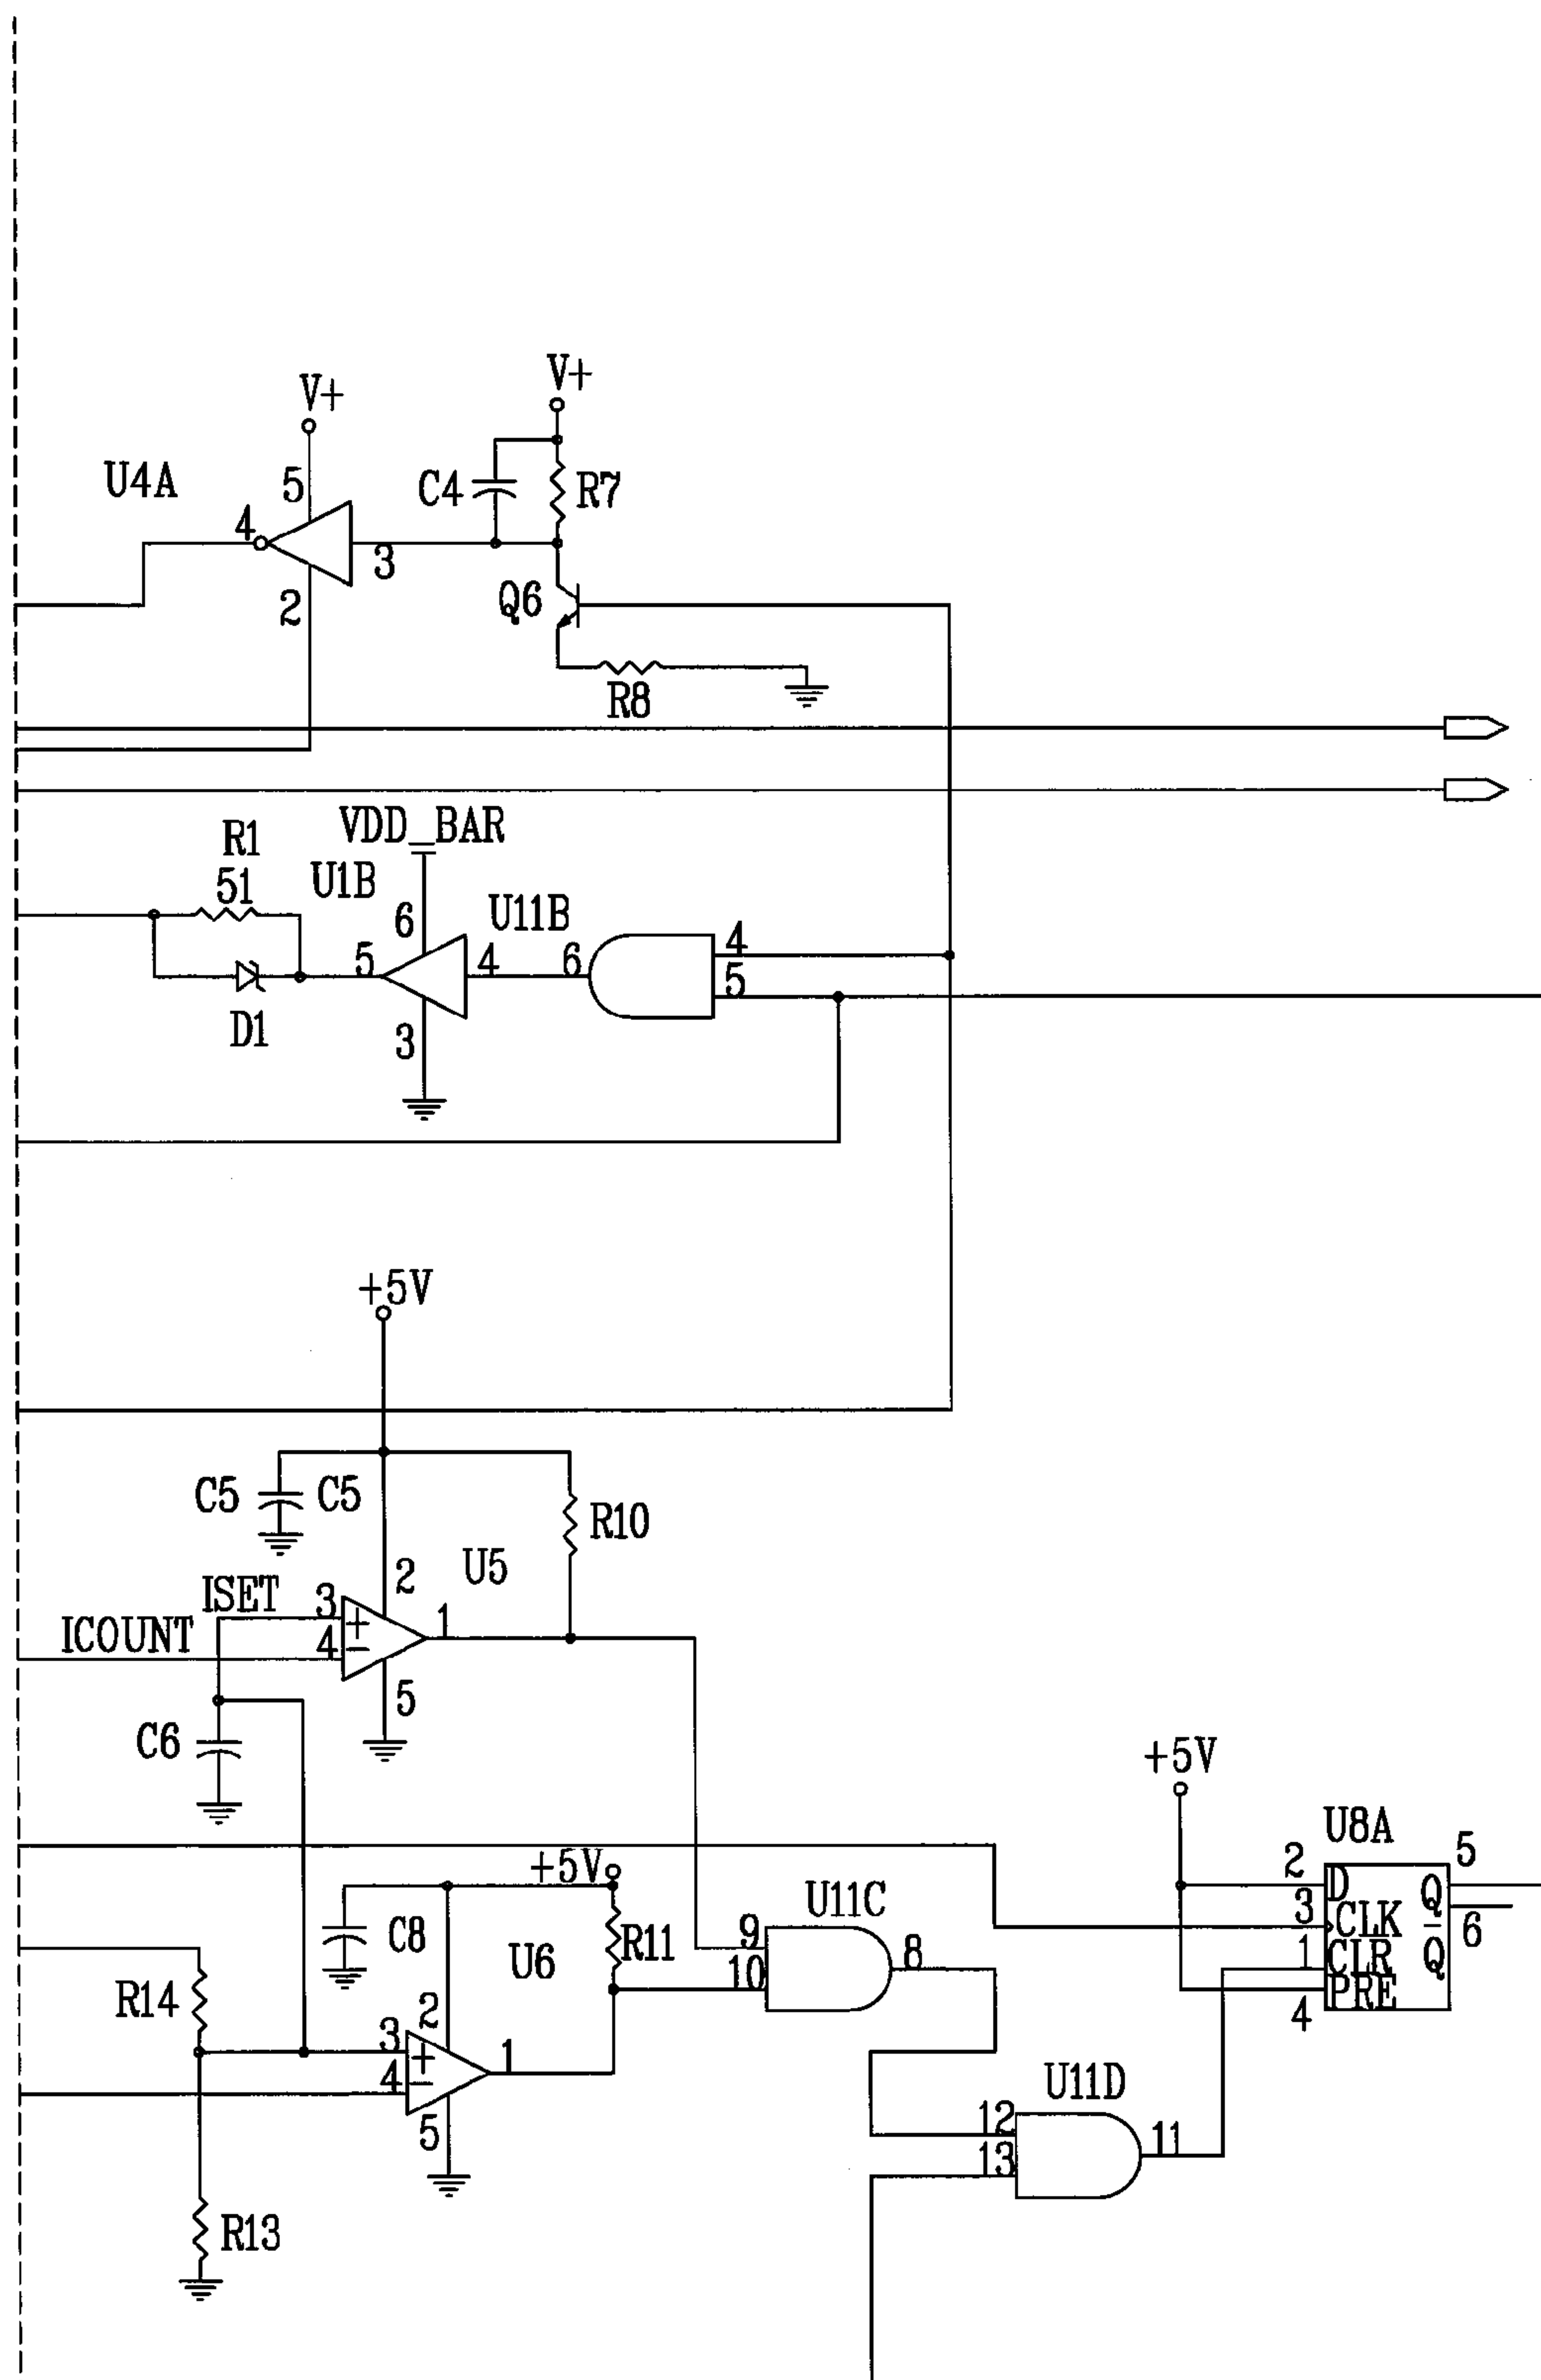 V+
V+
U4A
5
C4
R7
4
3
2
Q6
R8
VDD_BAR
R1
51
U1B
6
U11B
4
5
4
6
5
D1
3
+5V
C5
C5
R10
2
U5
ISET
3
+
1
ICOUNT
4
−
5
C6
+5V
U8A
2
D
Q
5
+5V
U11C
3
CLK
6
C8
R11
9
8
1
CLR
Q
U6
10
R14
PRE
4
2
3
+
1
4
−
U11D
5
12
11
13
R13